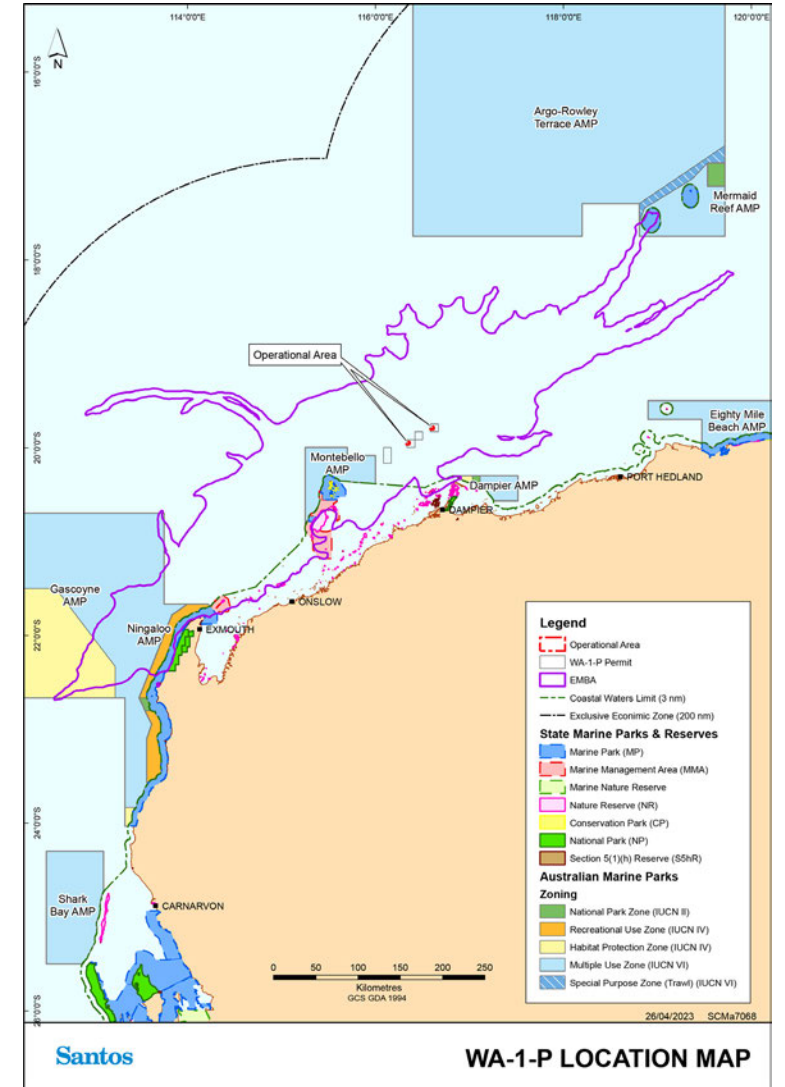 114°0'0"E
116°0'0"E
118°0'0"E
120°0'0"E
N
16°0'0"S
18°0'0"S
20°0'0"S
22°0'0"S
24°0'0"S
26°0'0"S
Argo-Rowley
Terrace AMP
Mermaid
Reef AMP
Operational Area
Eighty Mile
Beach AMP
Montebello
AMP
Dampier AMP
PORT HEDLAND
DAMPIER
Gascoyne
AMP
Ningaloo
AMP
ONSLOW
EXMOUTH
Shark
Bay AMP
CARNARVON
Legend
Operational Area
WA-1-P Permit
EMBA
Coastal Waters Limit (3 nm)
Exclusive Econimic Zone (200 nm)
State Marine Parks & Reserves
Marine Park (MP)
Marine Management Area (MMA)
Marine Nature Reserve
Nature Reserve (NR)
Conservation Park (CP)
National Park (NP)
Section 5(1)(h) Reserve (S5hR)
Australian Marine Parks
Zoning
National Park Zone (IUCN II)
Recreational Use Zone (IUCN IV)
Habitat Protection Zone (IUCN IV)
Multiple Use Zone (IUCN VI)
Special Purpose Zone (Trawl) (IUCN VI)
0 50 100 150 200 250
Kilometres
GCS GDA 1994
26/04/2023 SCMa7068
Santos
WA-1-P LOCATION MAP